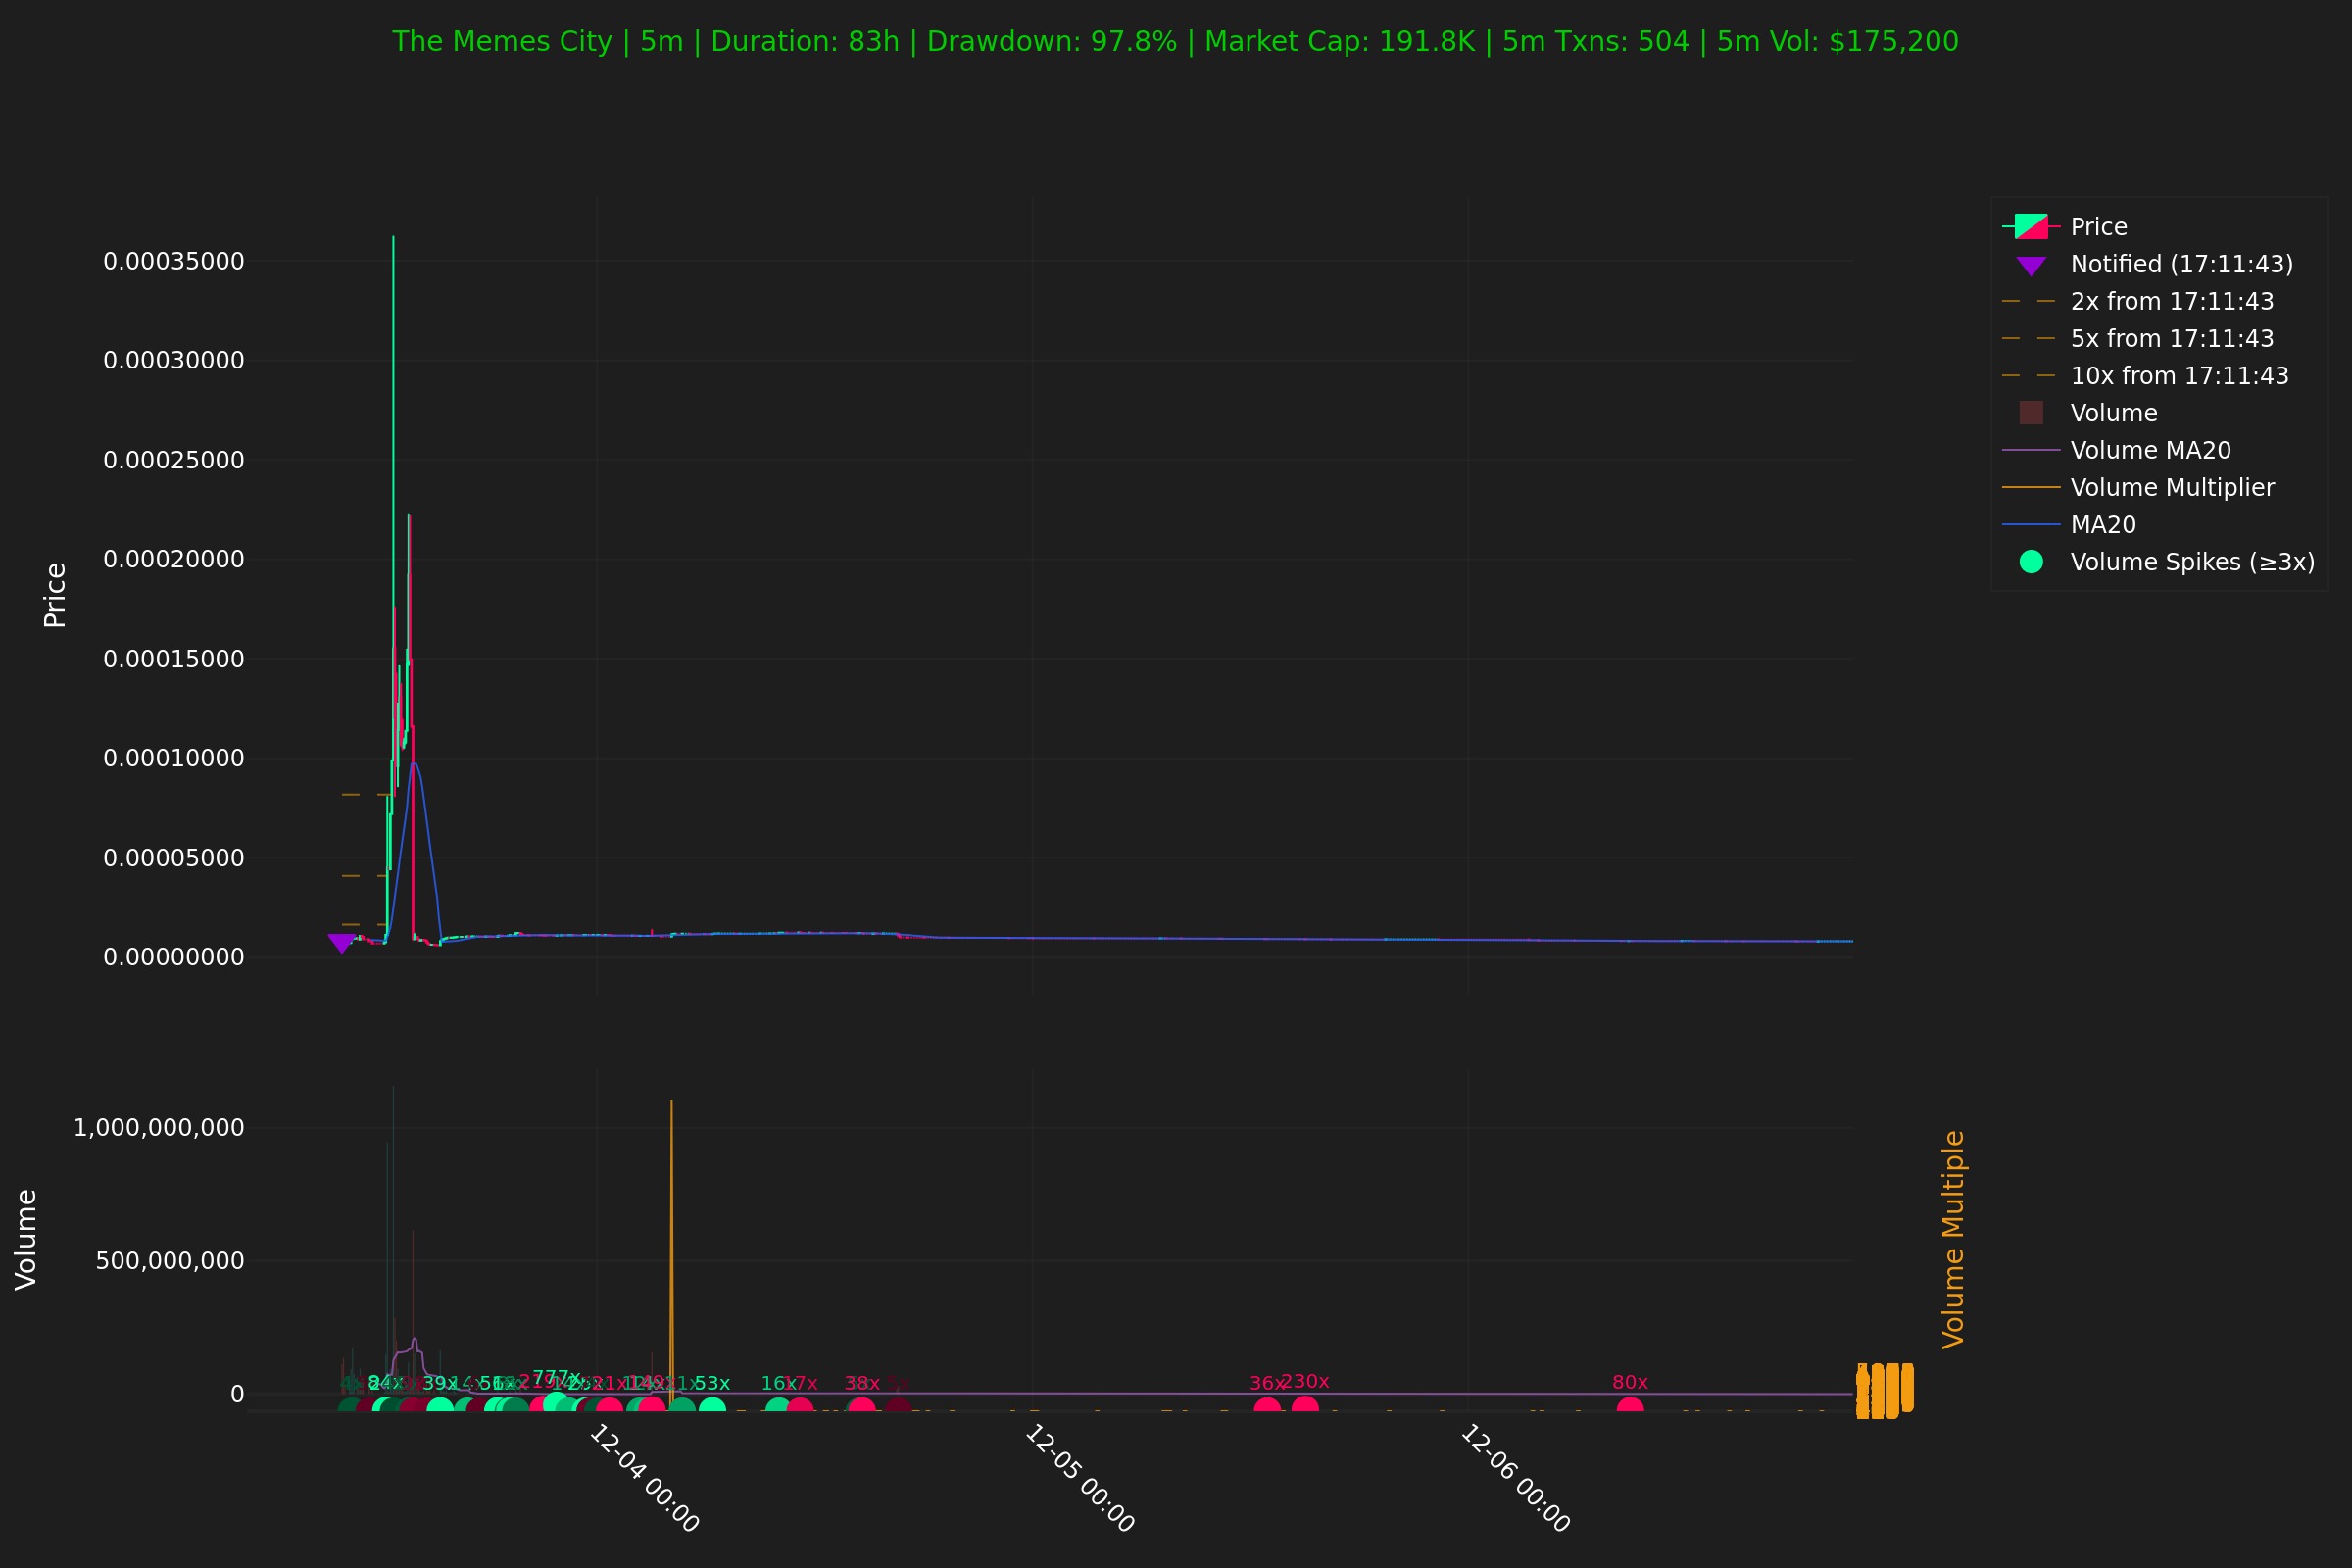 The Memes City | 5m | Duration: 83h | Drawdown: 97.8% | Market Cap: 191.8K | 5m Txns: 504 | 5m Vol: $175,200
Price
0.00035000
0.00030000
0.00025000
0.00020000
0.00015000
0.00010000
0.00005000
0.00000000
Price
Notified (17:11:43)
2x from 17:11:43
5x from 17:11:43
10x from 17:11:43
Volume
Volume MA20
Volume Multiplier
MA20
Volume Spikes (≥3x)
Volume
1,000,000,000
500,000,000
0
84x
39x
777x
21x
53x
16x
17x
38x
36x
230x
80x
Volume Multiple
12-04 00:00
12-05 00:00
12-06 00:00